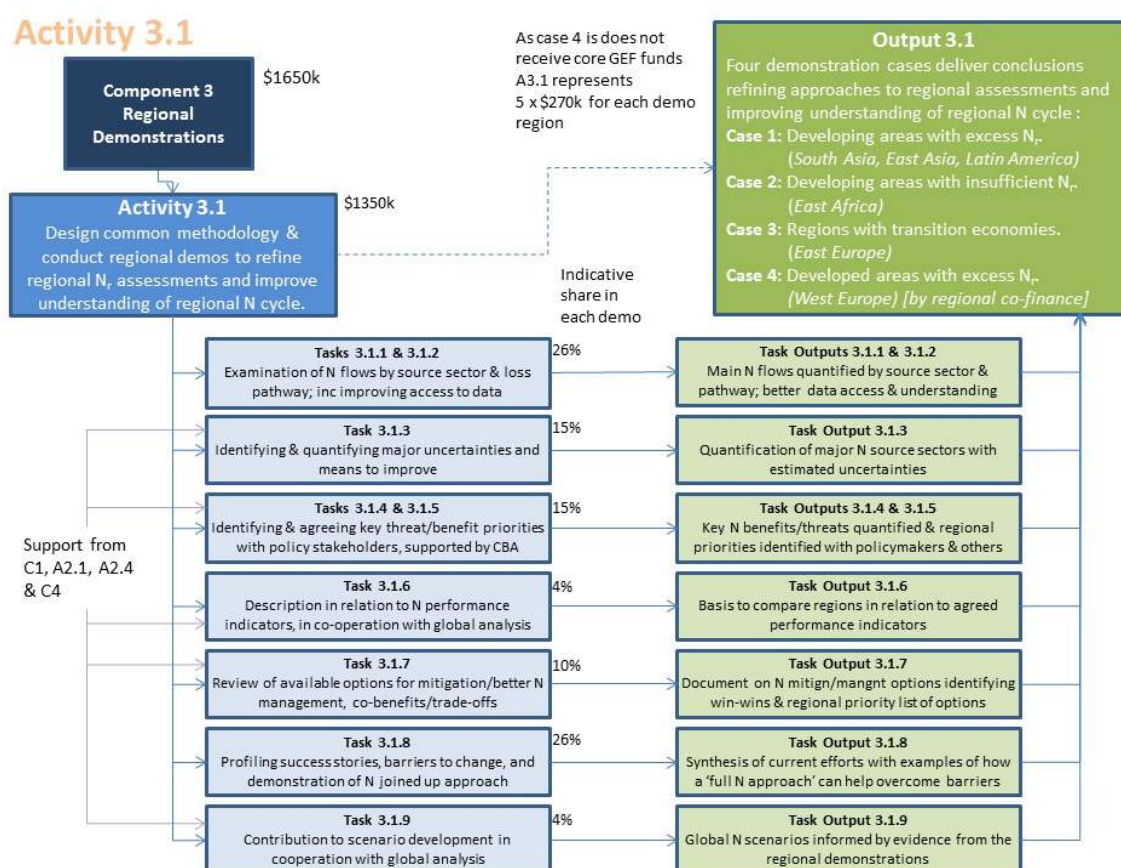 Activity 3.1
Component 3
Regional
Demonstrations
$1650k
As case 4 is does not
receive core GEF funds
A3.1 represents
5 x $270k for each demo
region
Output 3.1
Four demonstration cases deliver conclusions
refining approaches to regional assessments and
improving understanding of regional N cycle :
Case 1: Developing areas with excess Nr.
(South Asia, East Asia, Latin America)
Case 2: Developing areas with insufficient Nr.
(East Africa)
Case 3: Regions with transition economies.
(East Europe)
Case 4: Developed areas with excess Nr.
(West Europe) [by regional co-finance]
Activity 3.1
Design common methodology &
conduct regional demos to refine
regional Nr assessments and improve
understanding of regional N cycle.
$1350k
Indicative
share in
each demo
Tasks 3.1.1 & 3.1.2
Examination of N flows by source sector & loss
pathway; inc improving access to data
26%
Task Outputs 3.1.1 & 3.1.2
Main N flows quantified by source sector &
pathway; better data access & understanding
Task 3.1.3
Identifying & quantifying major uncertainties and
means to improve
15%
Task Output 3.1.3
Quantification of major N source sectors with
estimated uncertainties
Tasks 3.1.4 & 3.1.5
Identifying & agreeing key threat/benefit priorities
with policy stakeholders, supported by CBA
15%
Task Outputs 3.1.4 & 3.1.5
Key N benefits/threats quantified & regional
priorities identified with policymakers & others
Support from
C1, A2.1, A2.4
& C4
Task 3.1.6
Description in relation to N performance
indicators, in co-operation with global analysis
4%
Task Output 3.1.6
Basis to compare regions in relation to agreed
performance indicators
Task 3.1.7
Review of available options for mitigation/better N
management, co-benefits/trade-offs
10%
Task Output 3.1.7
Document on N mitign/mangnt options identifying
win-wins & regional priority list of options
Task 3.1.8
Profiling success stories, barriers to change, and
demonstration of N joined up approach
26%
Task Output 3.1.8
Synthesis of current efforts with examples of how
a 'full N approach' can help overcome barriers
Task 3.1.9
Contribution to scenario development in
cooperation with global analysis
4%
Task Output 3.1.9
Global N scenarios informed by evidence from the
regional demonstrations